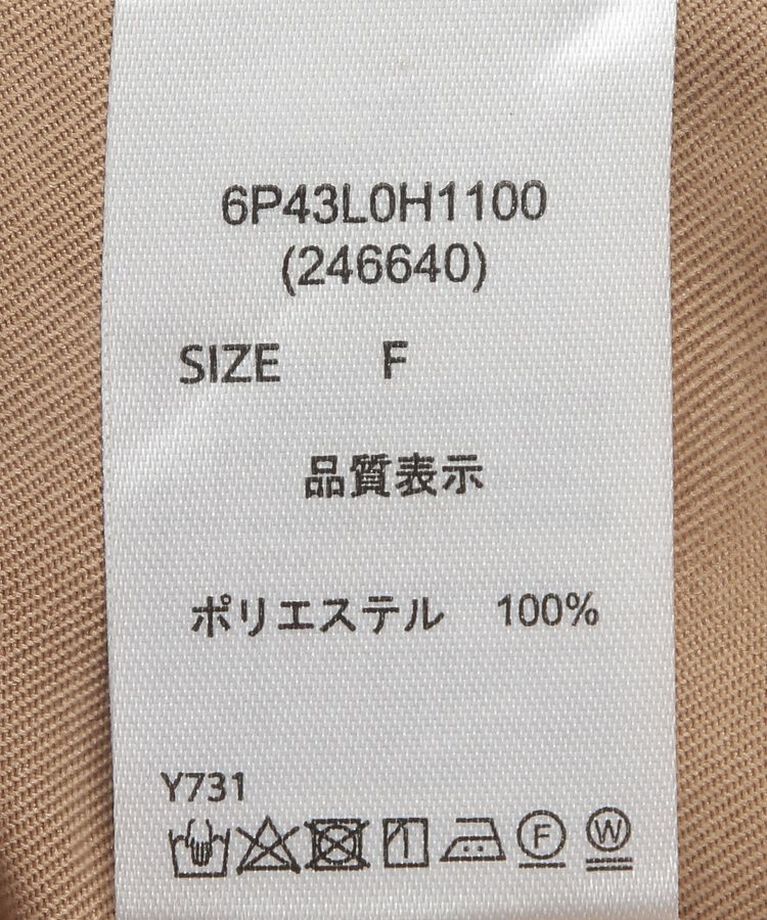 6P43L0H1100
(246640)
SIZE F
品質表示
ポリエステル 100%
Y731
F W